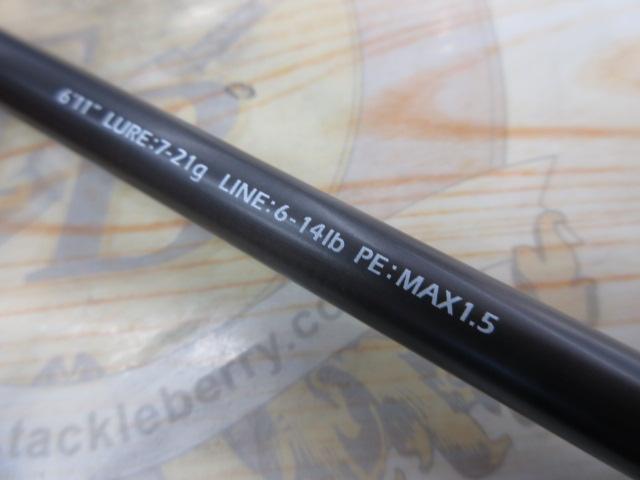 6'11" LURE:7-21g LINE:6-14lb PE:MAX1.5
tackleberry.co